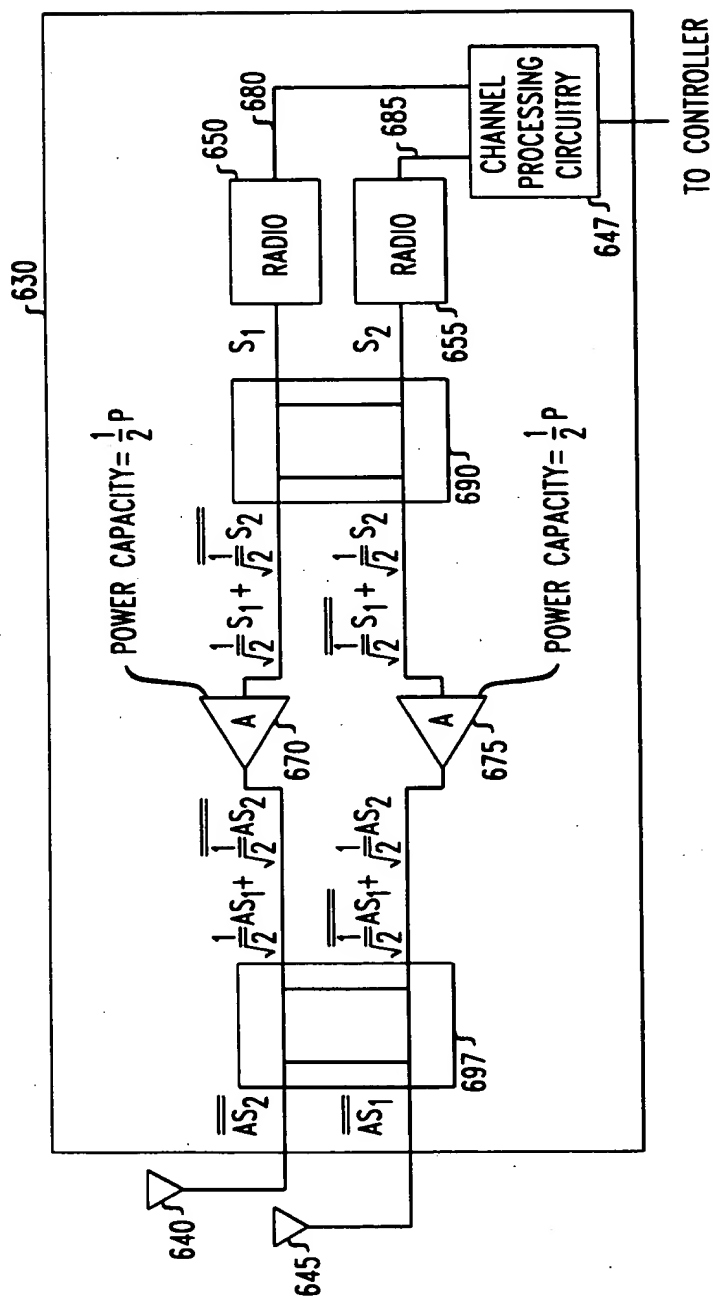 630
POWER CAPACITY=1/2 P
640
645
A̿S̿₂
A̿S̿₁
697
1/√2 AS₁ + 1̿/√2 AS₂
1̿/√2 AS₁ + 1/√2 AS₂
A
670
A
675
1/√2 S₁ + 1̿/√2 S₂
1̿/√2 S₁ + 1/√2 S₂
690
POWER CAPACITY=1/2 P
S₁
S₂
RADIO
650
RADIO
655
680
685
CHANNEL
PROCESSING
CIRCUITRY
647
TO CONTROLLER